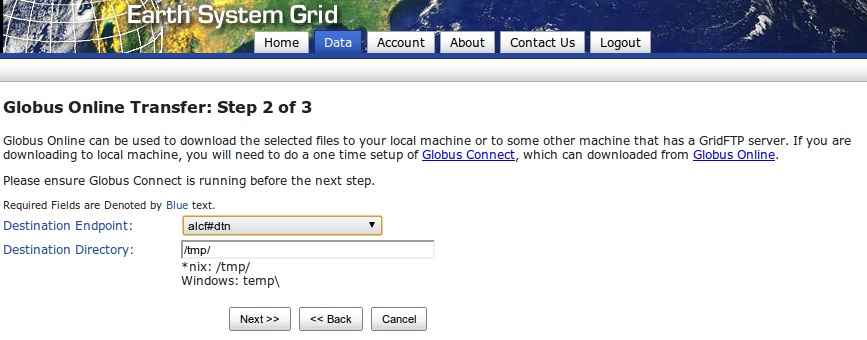 Earth System Grid
Home Data Account About Contact Us Logout
Globus Online Transfer: Step 2 of 3
Globus Online can be used to download the selected files to your local machine or to some other machine that has a GridFTP server. If you are
downloading to local machine, you will need to do a one time setup of Globus Connect, which can downloaded from Globus Online.
Please ensure Globus Connect is running before the next step.
Required Fields are Denoted by Blue text.
Destination Endpoint: alcf#dtn
Destination Directory: /tmp/
*nix: /tmp/
Windows: temp\
Next >> << Back Cancel